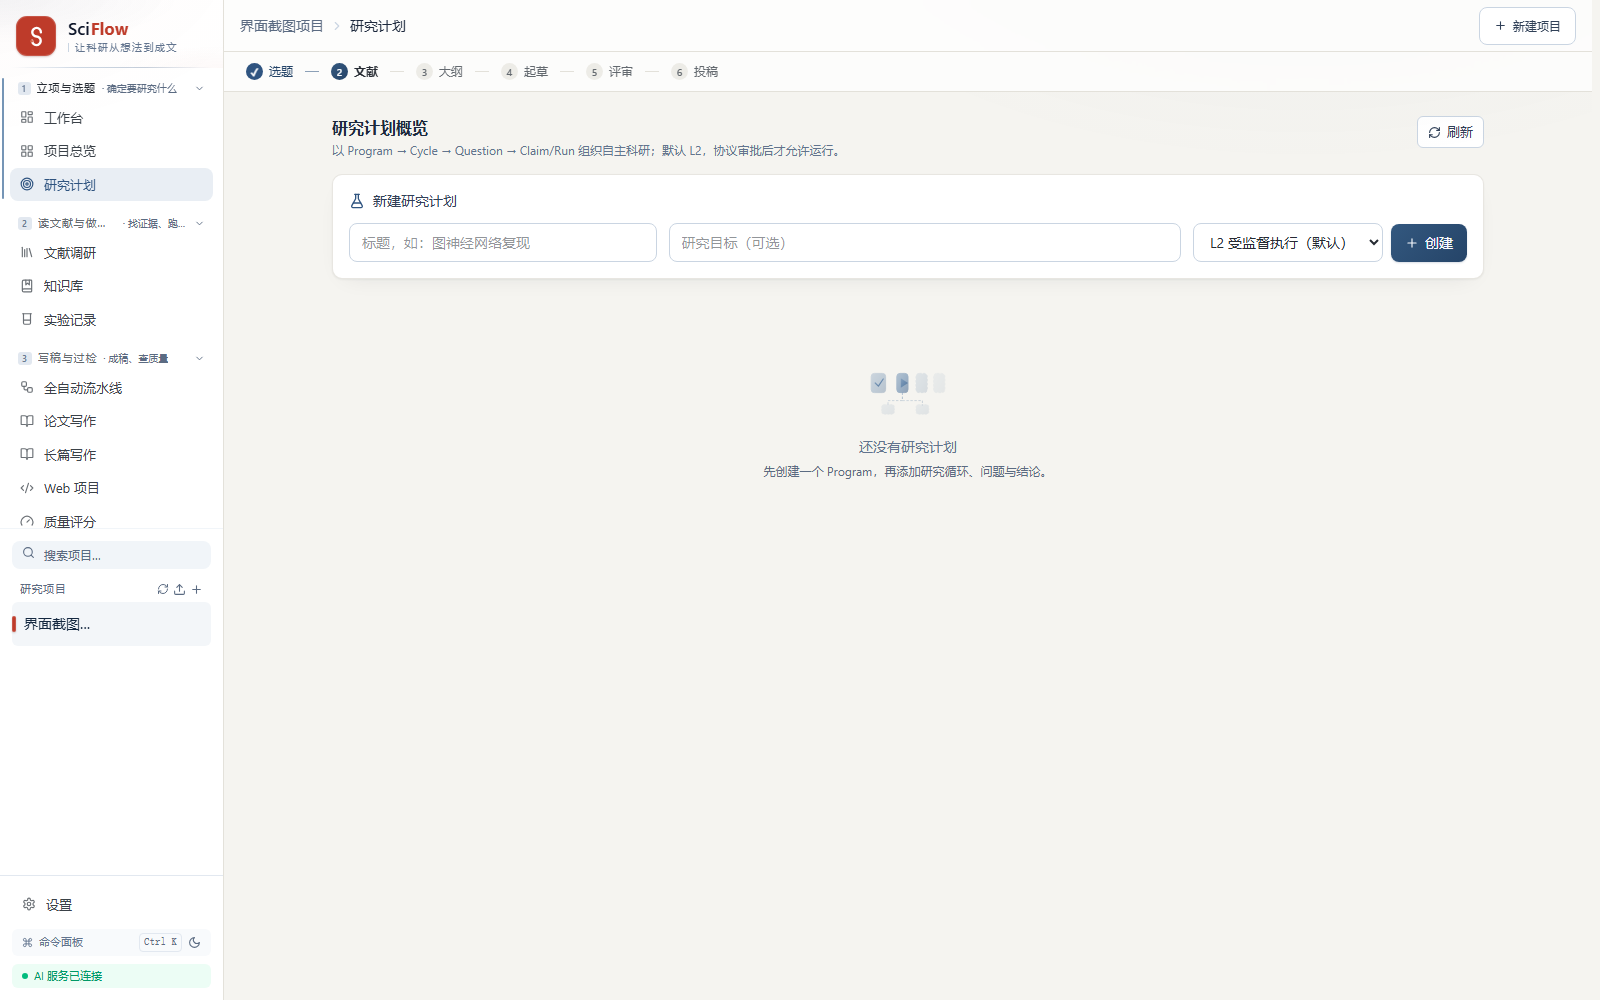 S
SciFlow
让科研从想法到成文
1 立项与选题 · 确定要研究什么
工作台
项目总览
研究计划
2 读文献与做... · 找证据、跑...
文献调研
知识库
实验记录
3 写稿与过检 · 成稿、查质量
全自动流水线
论文写作
长篇写作
Web 项目
质量评分
搜索项目...
研究项目
界面截图...
设置
命令面板 Ctrl K
AI 服务已连接
界面截图项目 > 研究计划
新建项目
选题 2 文献 3 大纲 4 起草 5 评审 6 投稿
研究计划概览
刷新
以 Program → Cycle → Question → Claim/Run 组织自主科研；默认 L2，协议审批后才允许运行。
新建研究计划
标题，如：图神经网络复现
研究目标（可选）
L2 受监督执行（默认）
创建
还没有研究计划
先创建一个 Program，再添加研究循环、问题与结论。